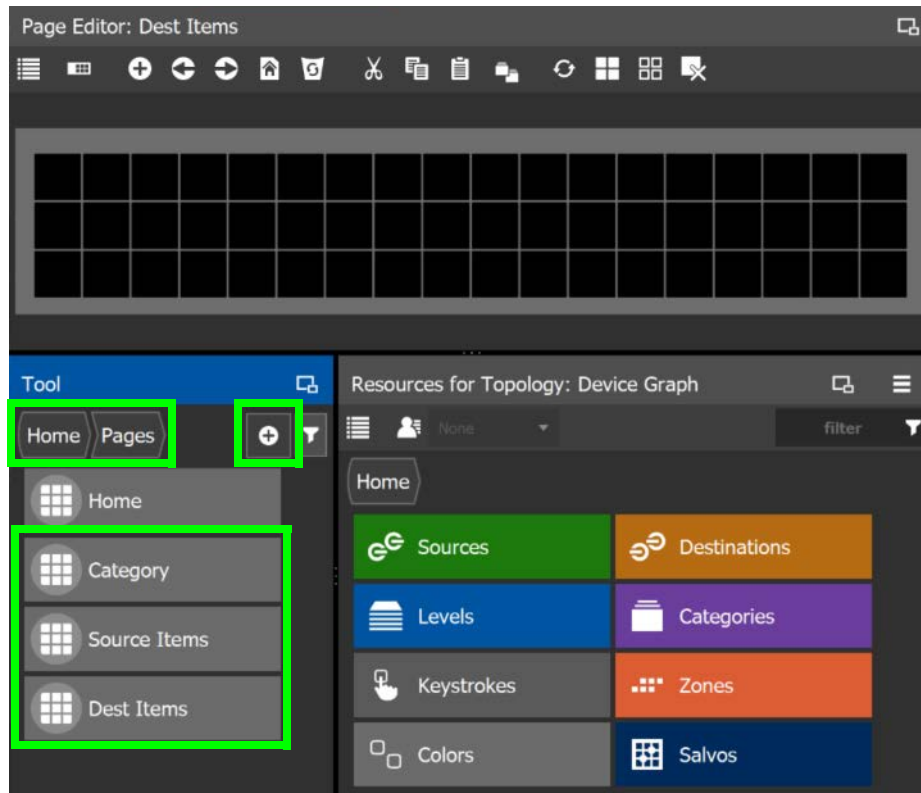 Page Editor: Dest Items
Tool
Home Pages
Home
Category
Source Items
Dest Items
Resources for Topology: Device Graph
None
filter
Home
Sources
Destinations
Levels
Categories
Keystrokes
Zones
Colors
Salvos